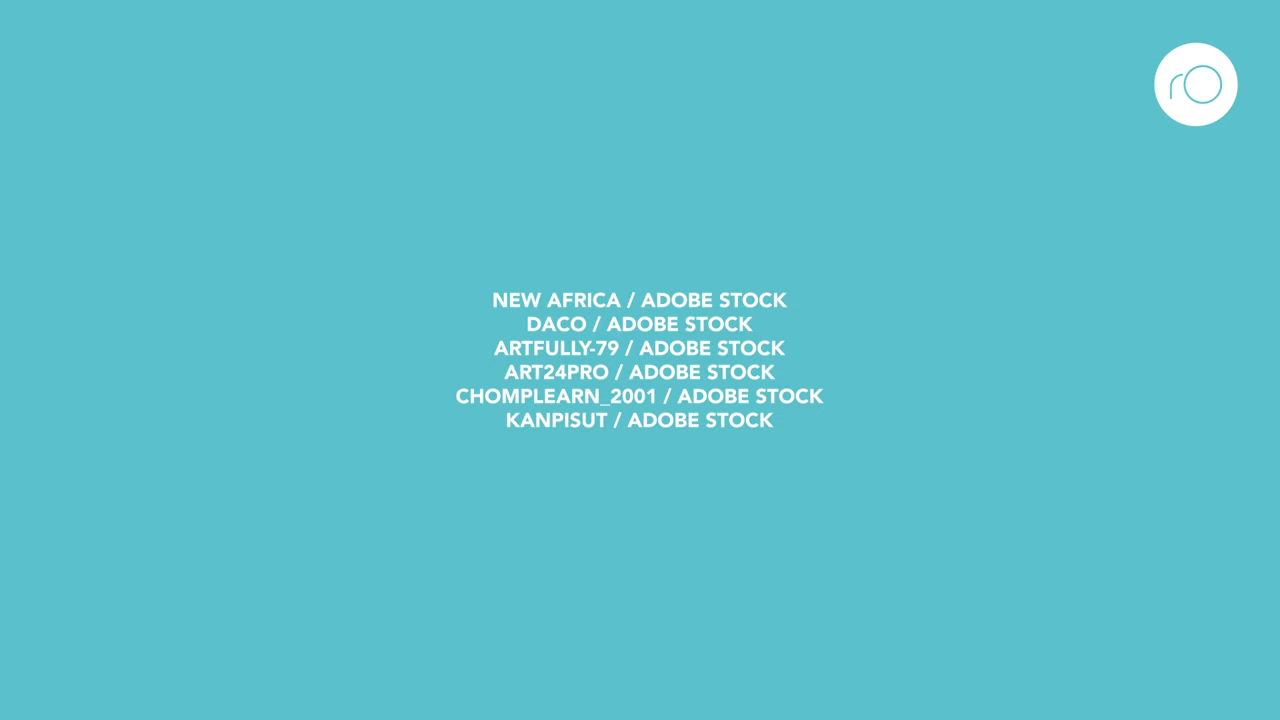 rO
NEW AFRICA / ADOBE STOCK
DACO / ADOBE STOCK
ARTFULLY-79 / ADOBE STOCK
ART24PRO / ADOBE STOCK
CHOMPLEARN_2001 / ADOBE STOCK
KANPISUT / ADOBE STOCK